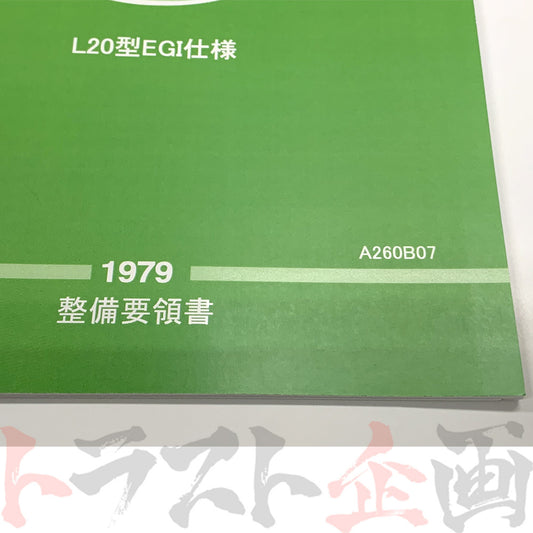 L20型EGI仕様
A260B07
1979
整備要領書
トラスト企画